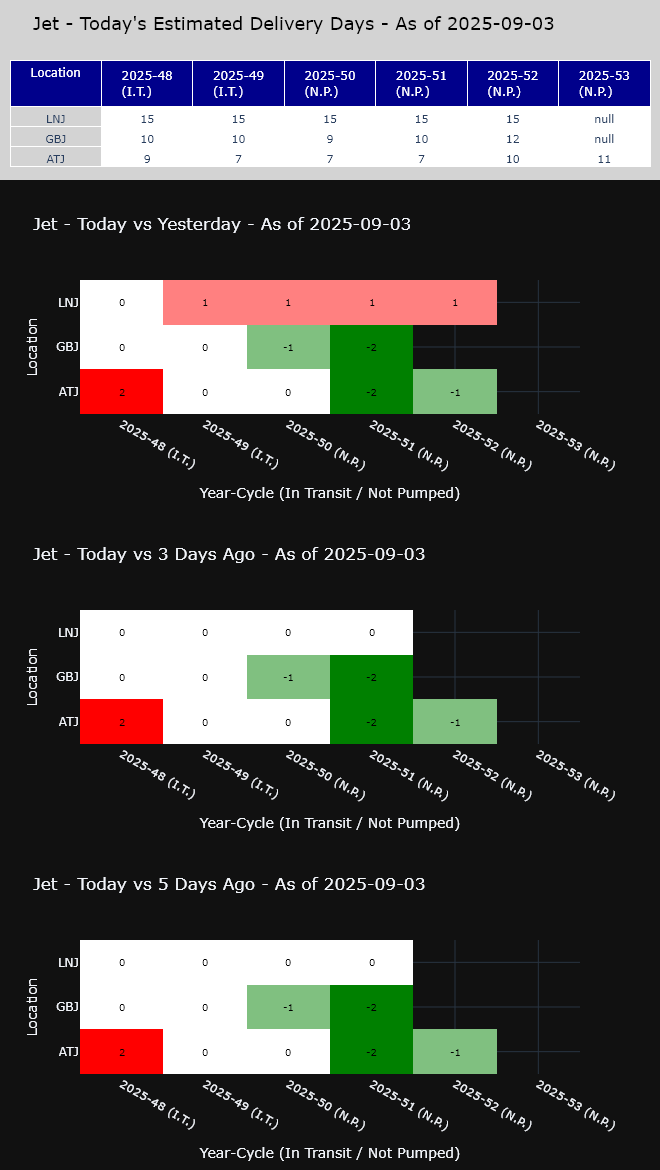 Jet - Today's Estimated Delivery Days - As of 2025-09-03
Location 2025-48 (I.T.) 2025-49 (I.T.) 2025-50 (N.P.) 2025-51 (N.P.) 2025-52 (N.P.) 2025-53 (N.P.)
LNJ 15 15 15 15 15 null
GBJ 10 10 9 10 12 null
ATJ 9 7 7 7 10 11
Jet - Today vs Yesterday - As of 2025-09-03
Location
LNJ 0 1 1 1 1
GBJ 0 0 -1 -2
ATJ 2 0 0 -2 -1
2025-48 (I.T.) 2025-49 (I.T.) 2025-50 (N.P.) 2025-51 (N.P.) 2025-52 (N.P.) 2025-53 (N.P.)
Year-Cycle (In Transit / Not Pumped)
Jet - Today vs 3 Days Ago - As of 2025-09-03
Location
LNJ 0 0 0 0
GBJ 0 0 -1 -2
ATJ 2 0 0 -2 -1
2025-48 (I.T.) 2025-49 (I.T.) 2025-50 (N.P.) 2025-51 (N.P.) 2025-52 (N.P.) 2025-53 (N.P.)
Year-Cycle (In Transit / Not Pumped)
Jet - Today vs 5 Days Ago - As of 2025-09-03
Location
LNJ 0 0 0 0
GBJ 0 0 -1 -2
ATJ 2 0 0 -2 -1
2025-48 (I.T.) 2025-49 (I.T.) 2025-50 (N.P.) 2025-51 (N.P.) 2025-52 (N.P.) 2025-53 (N.P.)
Year-Cycle (In Transit / Not Pumped)